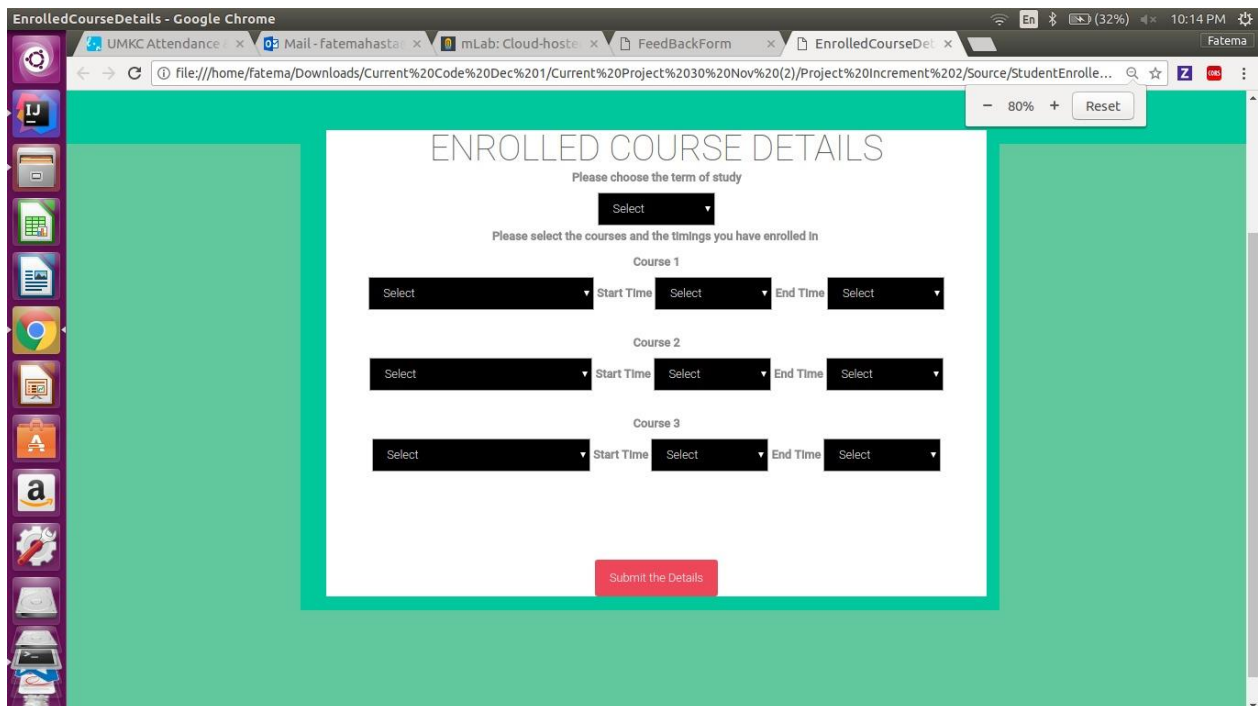 EnrolledCourseDetails - Google Chrome
En (32%) 10:14 PM
UMKC Attendance Mail - fatemahasta mLab: Cloud-hoste FeedBackForm EnrolledCourseDet Fatema
file:///home/fatema/Downloads/Current%20Code%20Dec%201/Current%20Project%2030%20Nov%20(2)/Project%20Increment%202/Source/StudentEnrolle...
- 80% + Reset
ENROLLED COURSE DETAILS
Please choose the term of study
Select
Please select the courses and the timings you have enrolled in
Course 1
Select Start Time Select End Time Select
Course 2
Select Start Time Select End Time Select
Course 3
Select Start Time Select End Time Select
Submit the Details